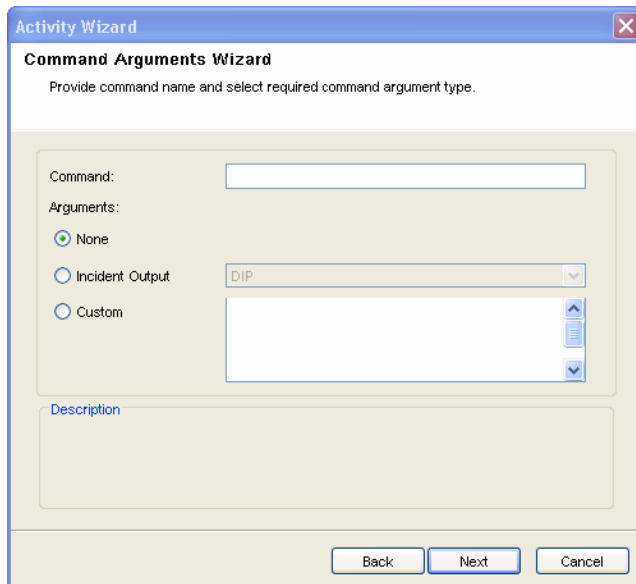 Activity Wizard
Command Arguments Wizard
Provide command name and select required command argument type.
Command:
Arguments:
None
Incident Output
DIP
Custom
Description
Back
Next
Cancel